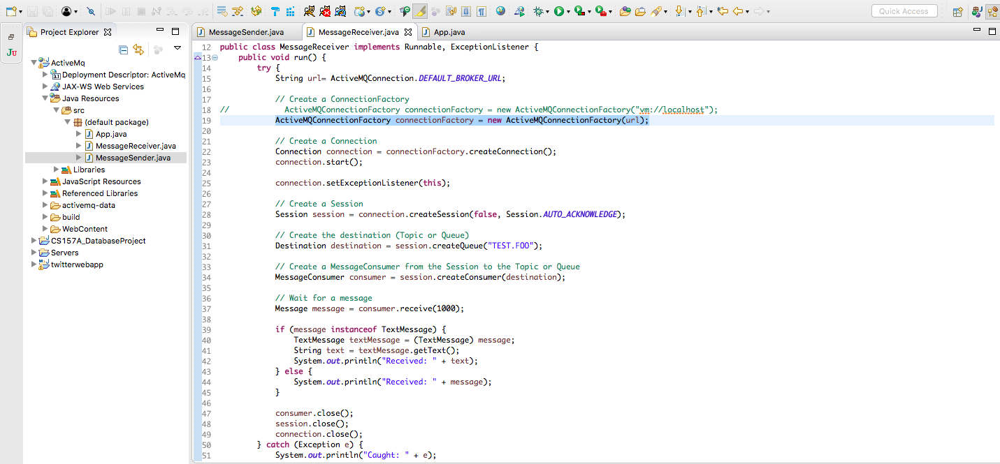 Quick Access
Project Explorer
MessageSender.java
MessageReceiver.java
App.java
Ju
ActiveMq
Deployment Descriptor: ActiveMq
JAX-WS Web Services
Java Resources
src
(default package)
App.java
MessageReceiver.java
MessageSender.java
Libraries
JavaScript Resources
Referenced Libraries
activemq-data
build
WebContent
CS157A_DatabaseProject
Servers
twitterwebapp
12 public class MessageReceiver implements Runnable, ExceptionListener {
13 public void run() {
14 try {
15 String url= ActiveMQConnection.DEFAULT_BROKER_URL;
16
17 // Create a ConnectionFactory
18 // ActiveMQConnectionFactory connectionFactory = new ActiveMQConnectionFactory("vm://localhost");
19 ActiveMQConnectionFactory connectionFactory = new ActiveMQConnectionFactory(url);
20
21 // Create a Connection
22 Connection connection = connectionFactory.createConnection();
23 connection.start();
24
25 connection.setExceptionListener(this);
26
27 // Create a Session
28 Session session = connection.createSession(false, Session.AUTO_ACKNOWLEDGE);
29
30 // Create the destination (Topic or Queue)
31 Destination destination = session.createQueue("TEST.FOO");
32
33 // Create a MessageConsumer from the Session to the Topic or Queue
34 MessageConsumer consumer = session.createConsumer(destination);
35
36 // Wait for a message
37 Message message = consumer.receive(1000);
38
39 if (message instanceof TextMessage) {
40 TextMessage textMessage = (TextMessage) message;
41 String text = textMessage.getText();
42 System.out.println("Received: " + text);
43 } else {
44 System.out.println("Received: " + message);
45 }
46
47 consumer.close();
48 session.close();
49 connection.close();
50 } catch (Exception e) {
51 System.out.println("Caught: " + e);